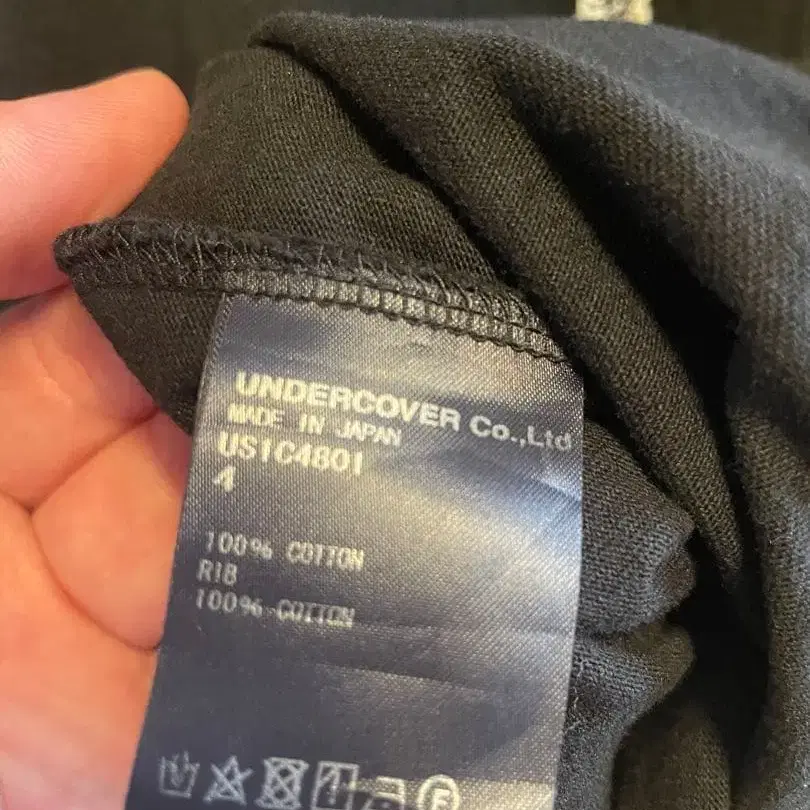 UNDERCOVER Co.,Ltd
MADE IN JAPAN
US1C4801
4
100% COTTON
RIB
100% COTTON